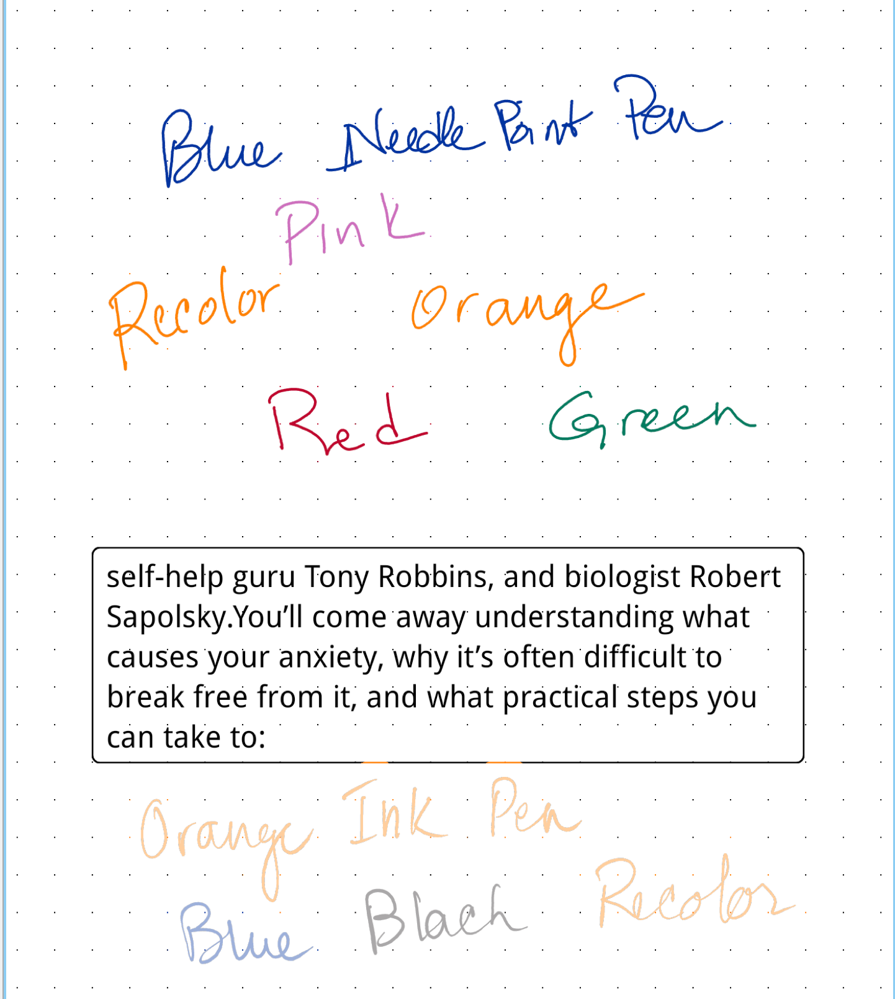 Blue Needle Point Pen
Pink
Recolor Orange
Red Green
self-help guru Tony Robbins, and biologist Robert
Sapolsky.You’ll come away understanding what
causes your anxiety, why it’s often difficult to
break free from it, and what practical steps you
can take to:
Orange Ink Pen
Recolor
Blue Black